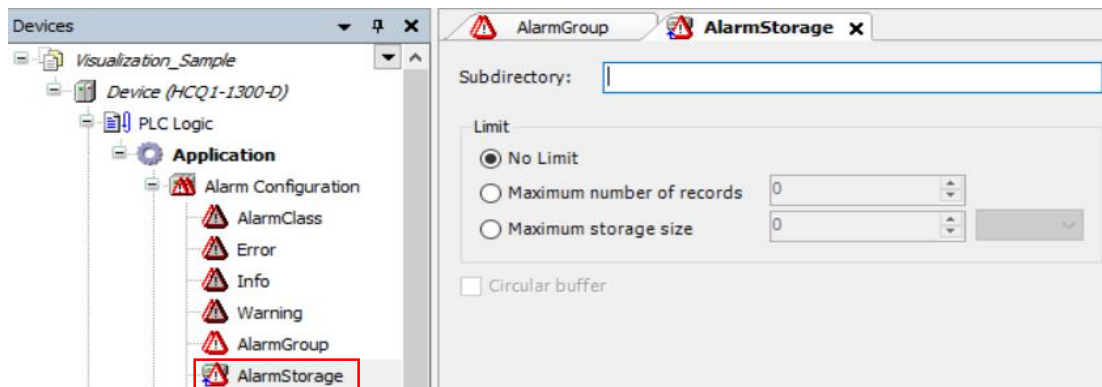 Devices
Visualization_Sample
Device (HCQ1-1300-D)
PLC Logic
Application
Alarm Configuration
AlarmClass
Error
Info
Warning
AlarmGroup
AlarmStorage
AlarmGroup
AlarmStorage
Subdirectory:
Limit
No Limit
Maximum number of records 0
Maximum storage size 0
Circular buffer